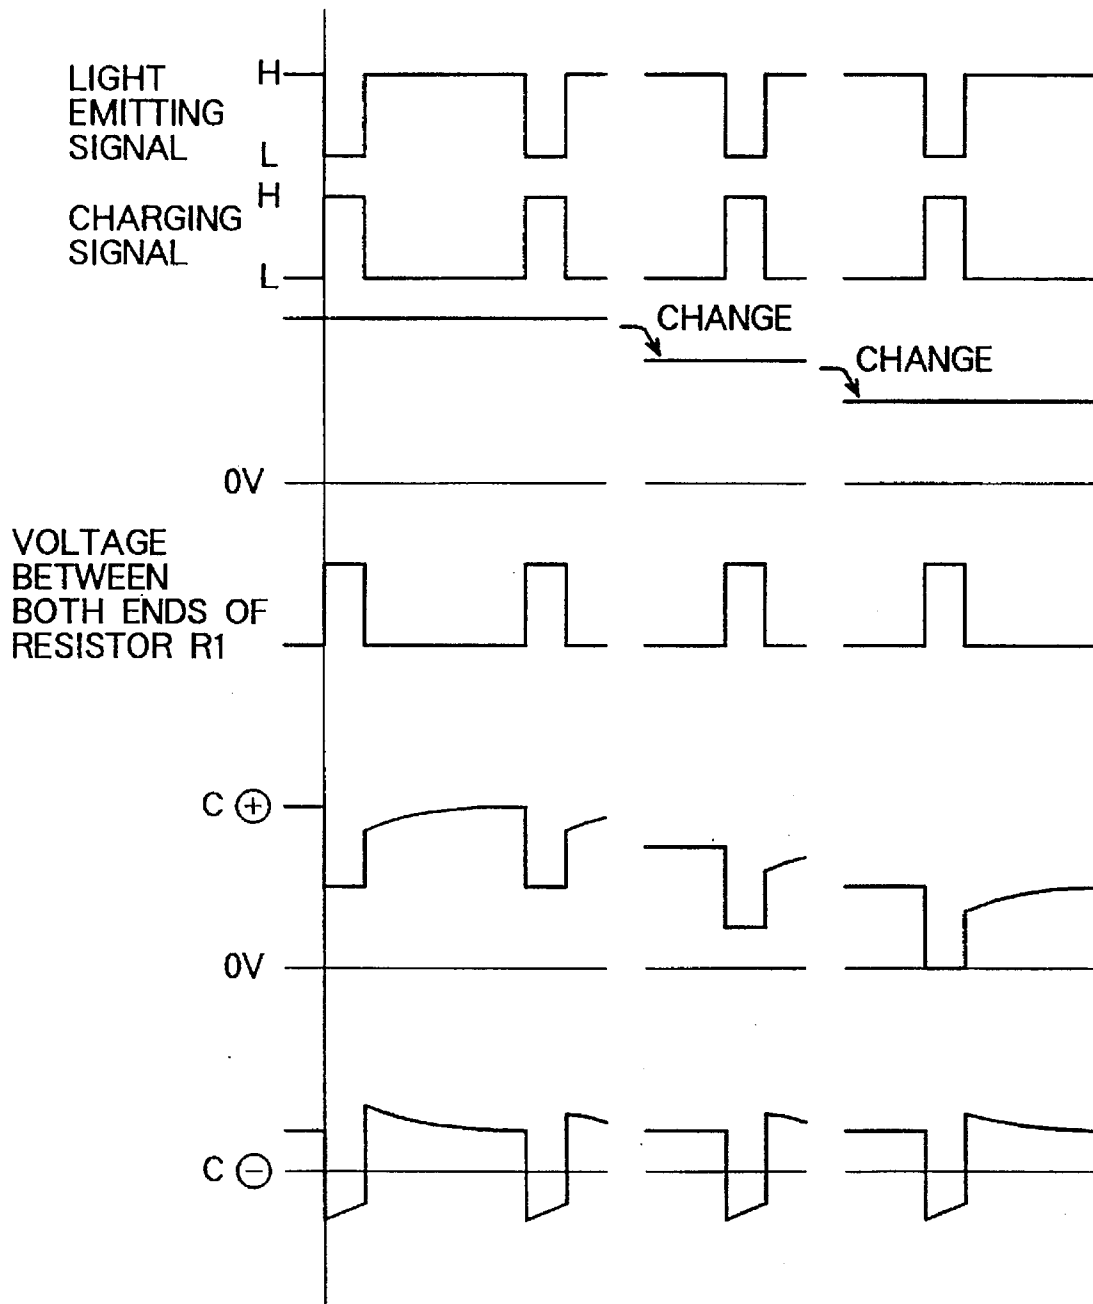 LIGHT
EMITTING
SIGNAL
H
L
CHARGING
SIGNAL
H
L
CHANGE
CHANGE
0V
VOLTAGE
BETWEEN
BOTH ENDS OF
RESISTOR R1
C +
0V
C −